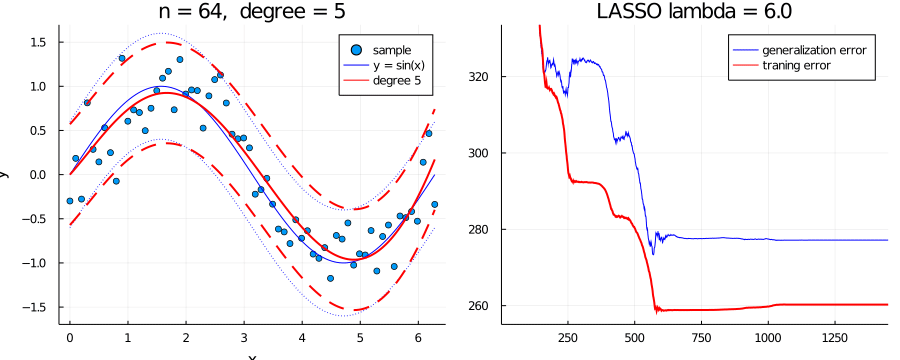 n = 64, degree = 5
1.5
1.0
0.5
0.0
−0.5
−1.0
−1.5
y
0 1 2 3 4 5 6
x
sample
y = sin(x)
degree 5
LASSO lambda = 6.0
320
300
280
260
250 500 750 1000 1250
generalization error
traning error